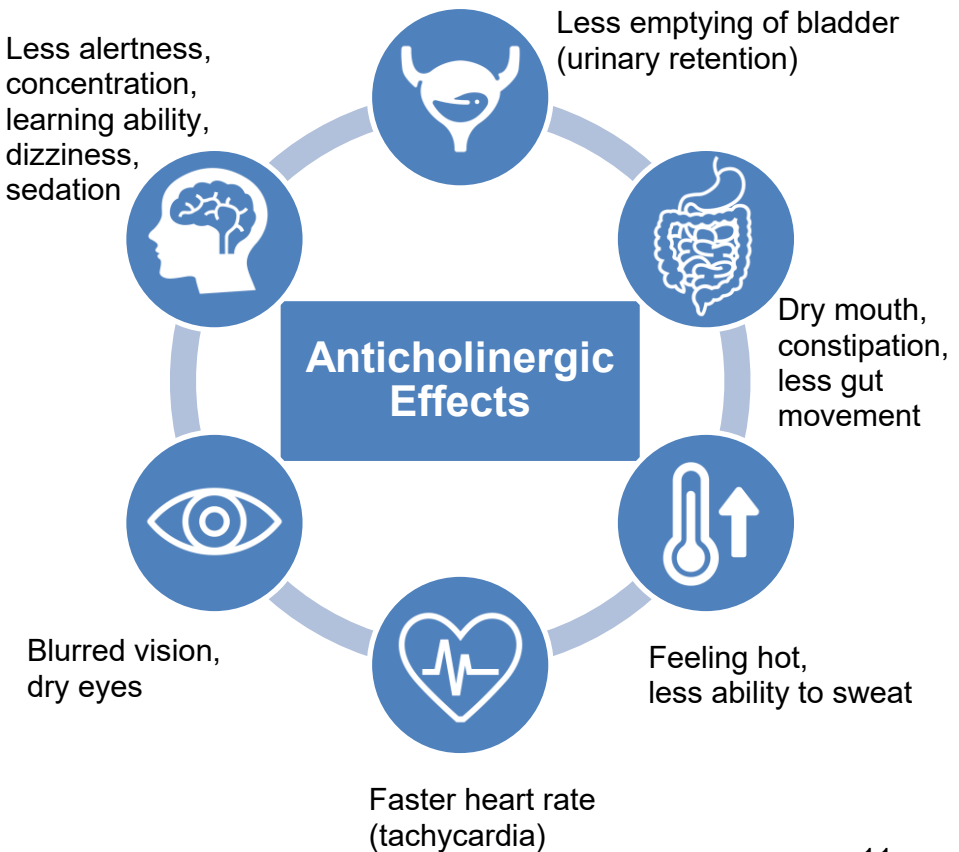 Less emptying of bladder
(urinary retention)
Less alertness,
concentration,
learning ability,
dizziness,
sedation
Dry mouth,
constipation,
less gut
movement
Anticholinergic
Effects
Blurred vision,
dry eyes
Feeling hot,
less ability to sweat
Faster heart rate
(tachycardia)